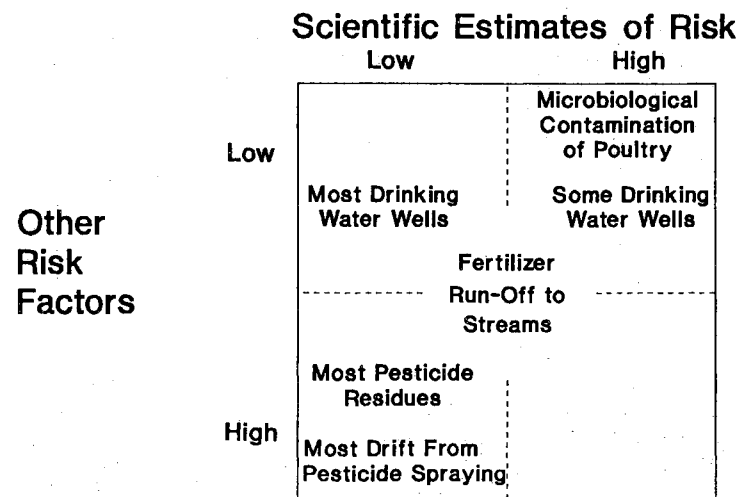 Scientific Estimates of Risk
Low High
Microbiological
Contamination
of Poultry
Low
Most Drinking
Water Wells
Some Drinking
Water Wells
Other
Risk
Factors
Fertilizer
Run-Off to
Streams
Most Pesticide
Residues
High
Most Drift From
Pesticide Spraying